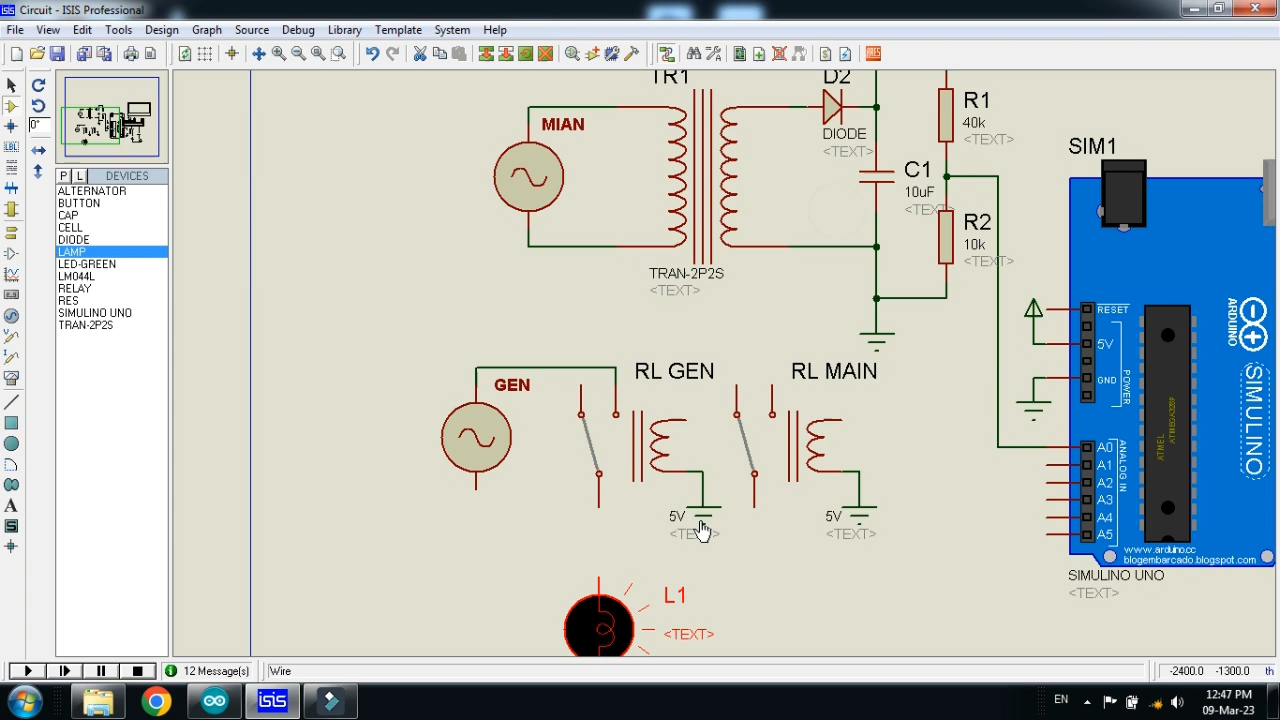 Circuit - ISIS Professional
File View Edit Tools Design Graph Source Debug Library Template System Help
0°
LBL
P L DEVICES
ALTERNATOR
BUTTON
CAP
CELL
DIODE
LAMP
LED-GREEN
LM044L
RELAY
RES
SIMULINO UNO
TRAN-2P2S
A
TR1
D2
MIAN
DIODE
<TEXT>
TRAN-2P2S
<TEXT>
C1
10uF
<TEXT>
R1
40k
<TEXT>
R2
10k
<TEXT>
SIM1
RESET
5V
GND
POWER
A0
A1
A2
A3
A4
A5
ANALOG IN
ATMEL
ARDUINO
SIMULINO
www.arduino.cc
blogembarcado.blogspot.com
SIMULINO UNO
<TEXT>
GEN
RL GEN
5V
<TEXT>
RL MAIN
5V
<TEXT>
L1
<TEXT>
12 Message(s)
Wire
-2400.0 -1300.0 th
isis
EN
12:47 PM
09-Mar-23